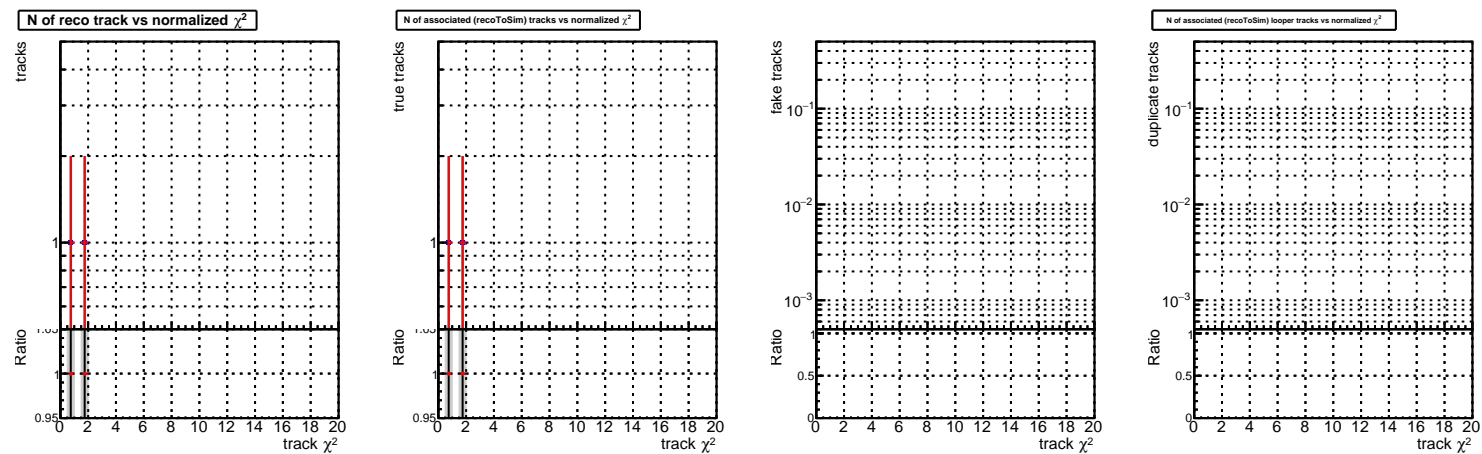 N of reco track vs normalized χ²
tracks
1
Ratio
1
0.95
0 2 4 6 8 10 12 14 16 18 20
track χ²
N of associated (recoToSim) tracks vs normalized χ²
true tracks
1
Ratio
1
0.95
0 2 4 6 8 10 12 14 16 18 20
track χ²
fake tracks
10⁻¹
10⁻²
10⁻³
Ratio
1
0.5
0
0 2 4 6 8 10 12 14 16 18 20
track χ²
N of associated (recoToSim) looper tracks vs normalized χ²
duplicate tracks
10⁻¹
10⁻²
10⁻³
Ratio
1
0.5
0
0 2 4 6 8 10 12 14 16 18 20
track χ²